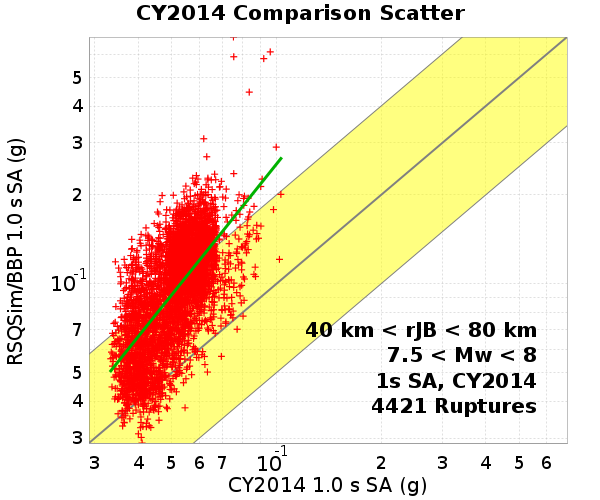 CY2014 Comparison Scatter
RSQSim/BBP 1.0 s SA (g)
5
4
3
2
10-1
7
5
4
3
40 km < rJB < 80 km
7.5 < Mw < 8
1s SA, CY2014
4421 Ruptures
3 4 5 6 7 10-1 2 3 4 5 6
CY2014 1.0 s SA (g)